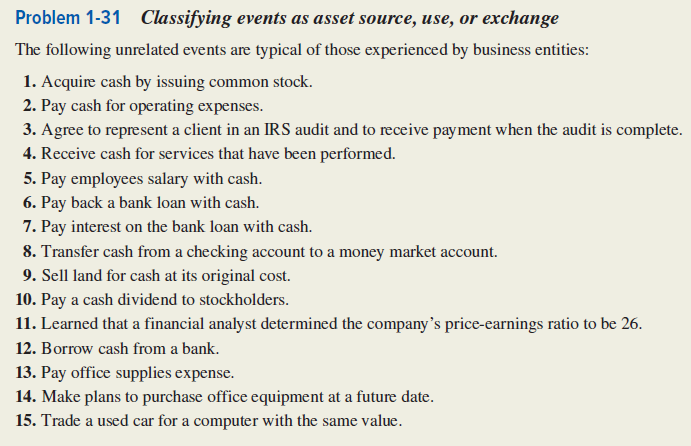 Problem 1-31 Classifying events as asset source, use, or exchange
The following unrelated events are typical of those experienced by business entities:
1. Acquire cash by issuing common stock.
2. Pay cash for operating expenses.
3. Agree to represent a client in an IRS audit and to receive payment when the audit is complete.
4. Receive cash for services that have been performed.
5. Pay employees salary with cash.
6. Pay back a bank loan with cash.
7. Pay interest on the bank loan with cash.
8. Transfer cash from a checking account to a money market account.
9. Sell land for cash at its original cost.
10. Pay a cash dividend to stockholders.
11. Learned that a financial analyst determined the company's price-earnings ratio to be 26.
12. Borrow cash from a bank.
13. Pay office supplies expense.
14. Make plans to purchase office equipment at a future date.
15. Trade a used car for a computer with the same value.